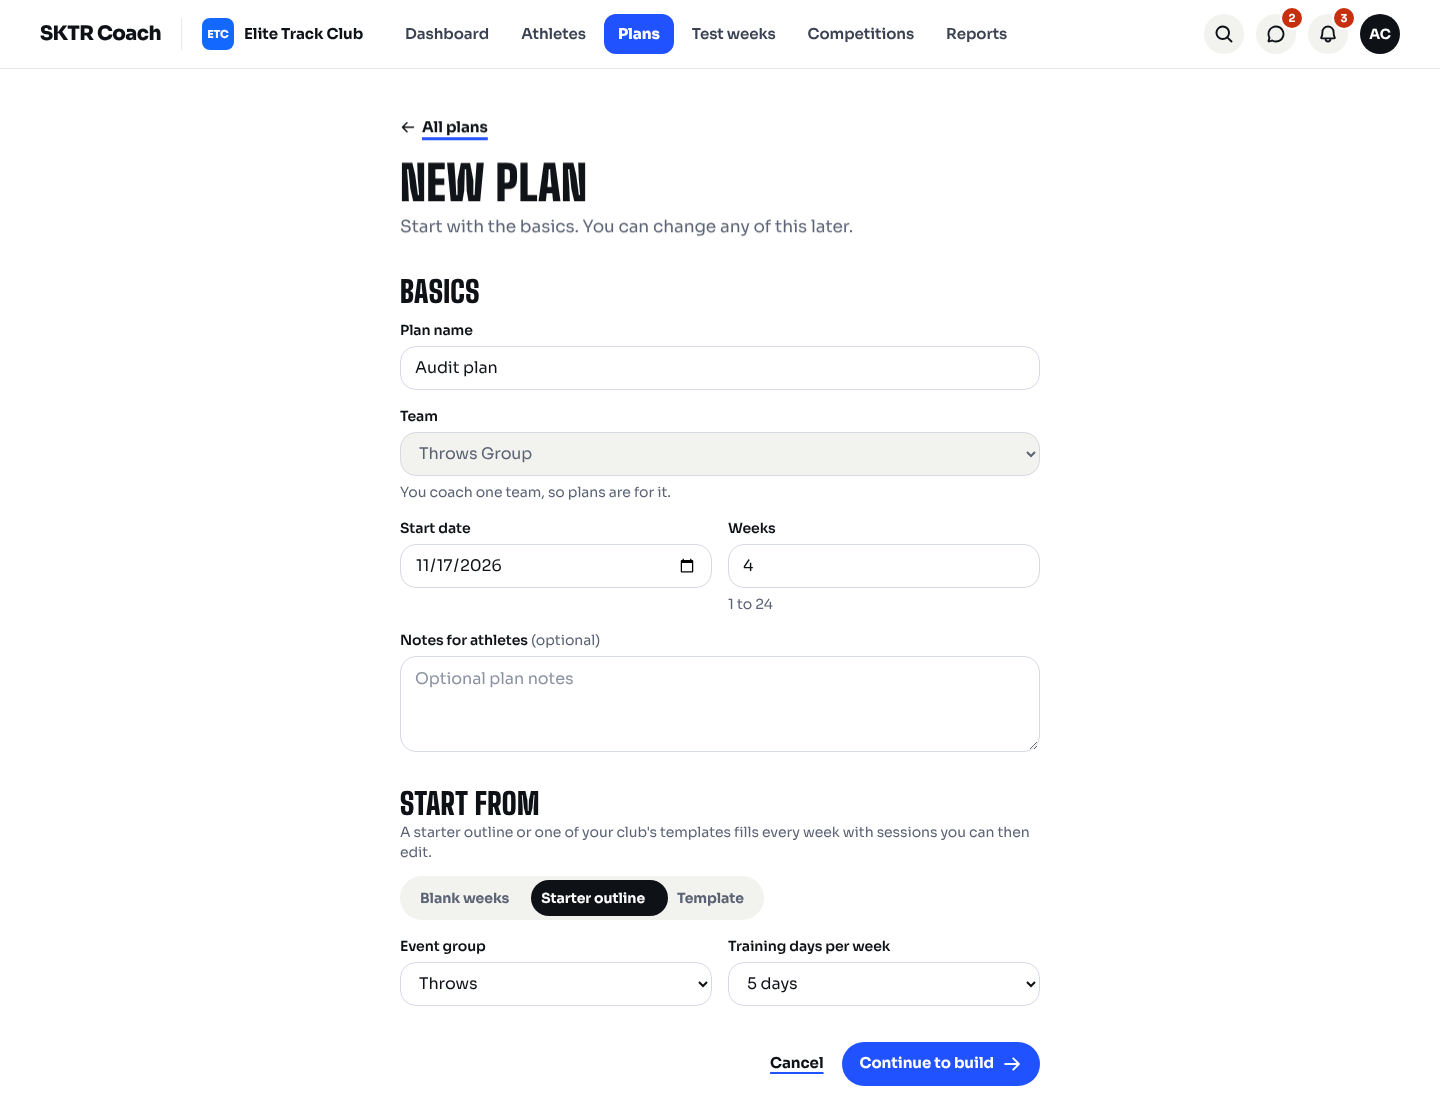 SKTR Coach
ETC
Elite Track Club
Dashboard
Athletes
Plans
Test weeks
Competitions
Reports
2
3
AC
All plans
NEW PLAN
Start with the basics. You can change any of this later.
BASICS
Plan name
Audit plan
Team
Throws Group
You coach one team, so plans are for it.
Start date
Weeks
11/17/2026
4
1 to 24
Notes for athletes (optional)
Optional plan notes
START FROM
A starter outline or one of your club's templates fills every week with sessions you can then
edit.
Blank weeks
Starter outline
Template
Event group
Training days per week
Throws
5 days
Cancel
Continue to build